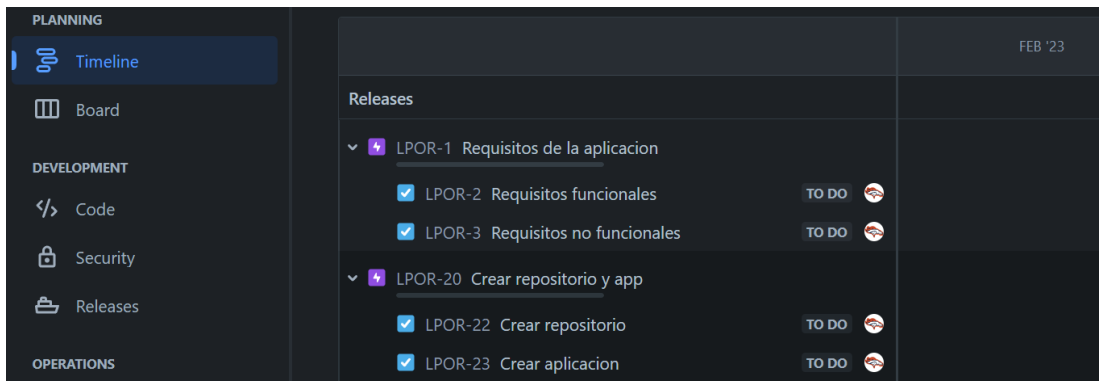 PLANNING
Timeline
Board
DEVELOPMENT
Code
Security
Releases
OPERATIONS
FEB '23
Releases
LPOR-1 Requisitos de la aplicacion
LPOR-2 Requisitos funcionales TO DO
LPOR-3 Requisitos no funcionales TO DO
LPOR-20 Crear repositorio y app
LPOR-22 Crear repositorio TO DO
LPOR-23 Crear aplicacion TO DO